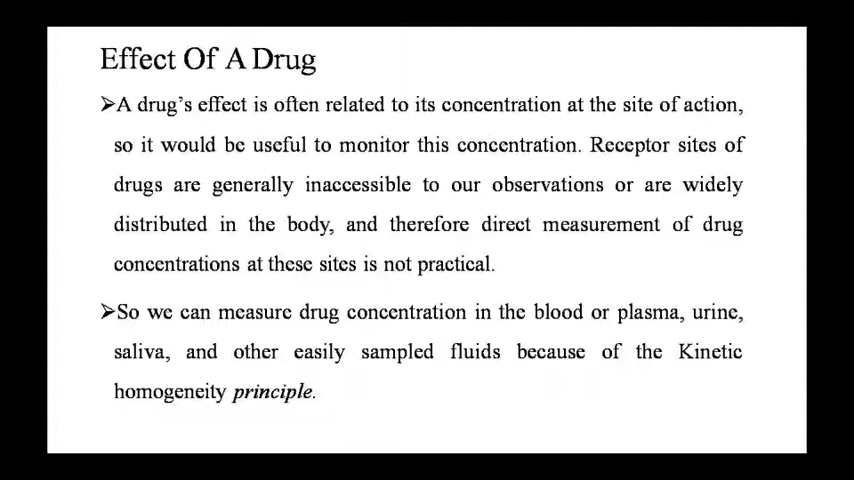 Effect Of A Drug
➢A drug's effect is often related to its concentration at the site of action,
so it would be useful to monitor this concentration. Receptor sites of
drugs are generally inaccessible to our observations or are widely
distributed in the body, and therefore direct measurement of drug
concentrations at these sites is not practical.
➢So we can measure drug concentration in the blood or plasma, urine,
saliva, and other easily sampled fluids because of the Kinetic
homogeneity principle.